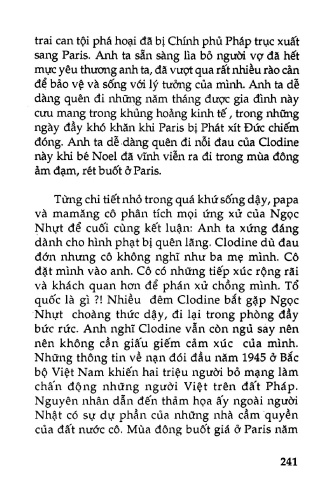 trai can tội phá hoại đã bị Chính phủ Pháp trục xuất
sang Paris. Anh ta sẵn sàng lìa bỏ người vợ đã hết
mực yêu thương anh ta, đã vượt qua rất nhiều rào cản
để bảo vệ và sống với lý tưởng của mình. Anh ta dễ
dàng quên đi những năm tháng được gia đình này
cưu mang trong khủng hoảng kinh tế , trong những
ngày đầy khó khăn khi Paris bị Phát xít Đức chiếm
đóng. Anh ta dễ dàng quên đi nỗi đau của Clodine
này khi bé Noel đã vĩnh viễn ra đi trong mùa đông
ảm đạm, rét buốt ở Paris.
Từng chi tiết nhỏ trong quá khứ sống dậy, papa
và mamăng cô phân tích mọi ứng xử của Ngọc
Nhựt để cuối cùng kết luận: Anh ta xứng đáng
dành cho hình phạt bị quên lãng. Clodine dù đau
đớn nhưng cô không nghĩ như ba mẹ mình. Cô
đặt mình vào anh. Cô có những tiếp xúc rộng rãi
và khách quan hơn để phán xử chồng mình. Tổ
quốc là gì ?! Nhiều đêm Clodine bắt gặp Ngọc
Nhựt choàng thức dậy, đi lại trong phòng đầy
bức rức. Anh nghĩ Clodine vẫn còn ngủ say nên
nên không cần giấu giếm cảm xúc của mình.
Những thông tin về nạn đói đầu năm 1945 ở Bắc
bộ Việt Nam khiến hai triệu người bỏ mạng làm
chấn động những người Việt trên đất Pháp.
Nguyên nhân dẫn đến thảm họa ấy ngoài người
Nhật có sự dự phần của những nhà cầm quyền
của đất nước cô. Mùa đông buốt giá ở Paris năm
241